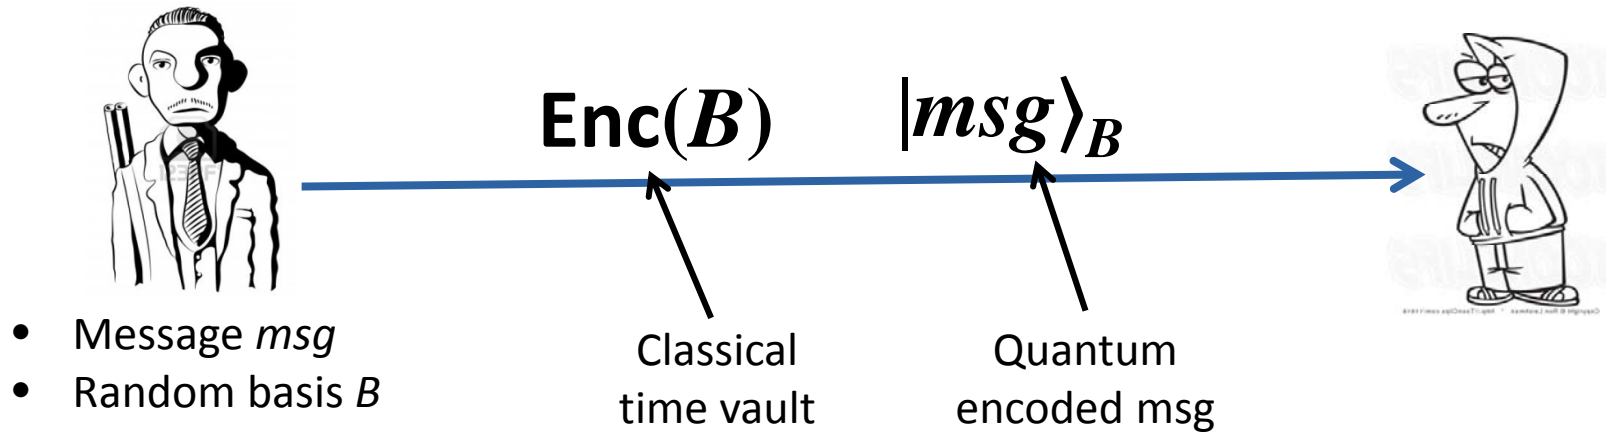 Enc(B) |msg⟩B
• Message msg
• Random basis B
Classical
time vault
Quantum
encoded msg